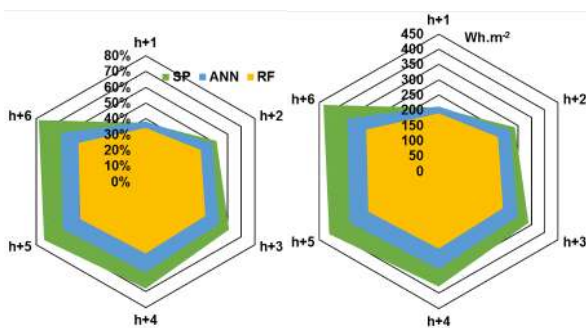 h+1
80%
70%
60%
50%
40%
30%
20%
10%
0%
SP ANN RF
h+2
h+3
h+4
h+5
h+6
h+1
Wh.m-2
450
400
350
300
250
200
150
100
50
0
h+2
h+3
h+4
h+5
h+6